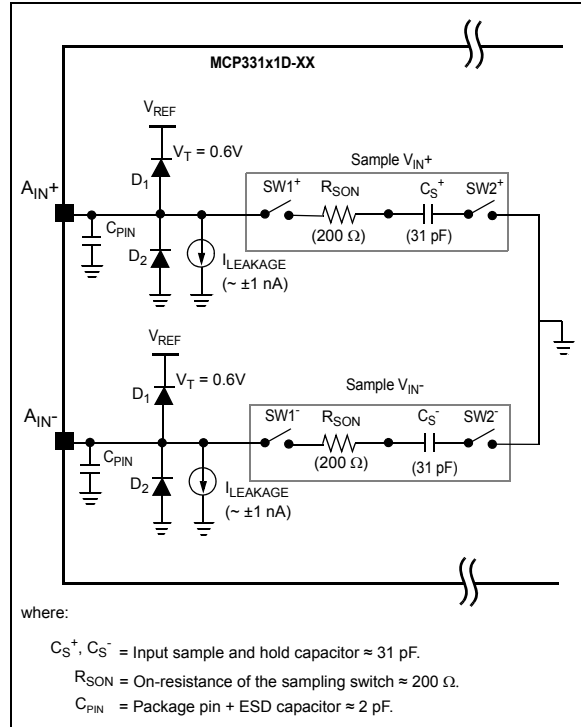 MCP331x1D-XX
VREF
VT = 0.6V
Sample VIN+
AIN+
D1
SW1+ RSON CS+ SW2+
(200 Ω) (31 pF)
CPIN
D2
ILEAKAGE
(~ ±1 nA)
VREF
VT = 0.6V
Sample VIN-
AIN-
D1
SW1- RSON CS- SW2-
(200 Ω) (31 pF)
CPIN
D2
ILEAKAGE
(~ ±1 nA)
where:
CS+, CS- = Input sample and hold capacitor ≈ 31 pF.
RSON = On-resistance of the sampling switch ≈ 200 Ω.
CPIN = Package pin + ESD capacitor ≈ 2 pF.